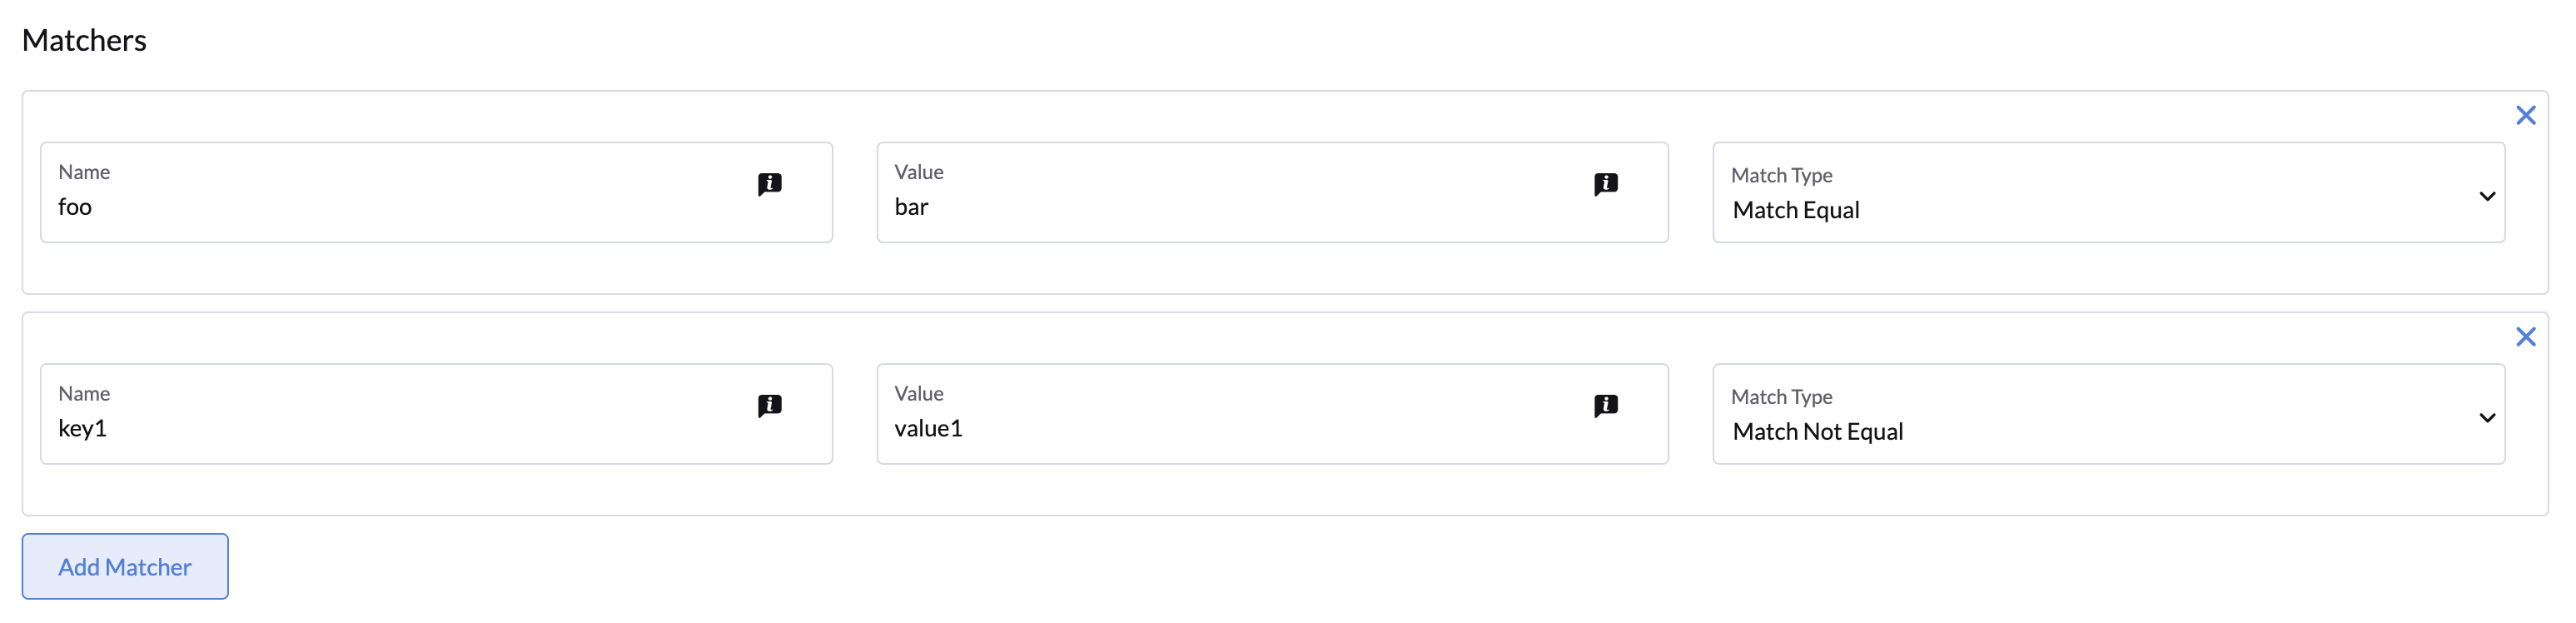 Matchers
Name
foo
Value
bar
Match Type
Match Equal
Name
key1
Value
value1
Match Type
Match Not Equal
Add Matcher